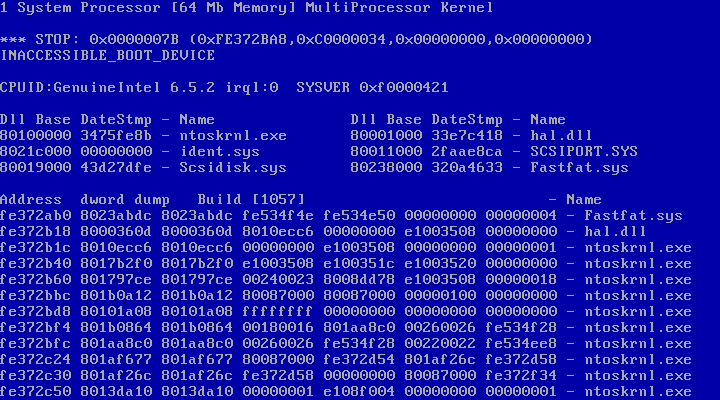 1 System Processor [64 Mb Memory] MultiProcessor Kernel
*** STOP: 0x0000007B (0xFE372BA8,0xC0000034,0x00000000,0x00000000)
INACCESSIBLE_BOOT_DEVICE
CPUID:GenuineIntel 6.5.2 irql:0  SYSVER 0xf0000421
Dll Base DateStmp - Name                Dll Base DateStmp - Name
80100000 3475fe8b - ntoskrnl.exe        80001000 33e7c418 - hal.dll
8021c000 00000000 - ident.sys           80011000 2faae8ca - SCSIPORT.SYS
80019000 43d27dfe - Scsidisk.sys        80238000 320a4633 - Fastfat.sys
Address  dword dump   Build [1057]                            - Name
fe372ab0 8023abdc 8023abdc fe534f4e fe534e50 00000000 00000004 - Fastfat.sys
fe372b18 8000360d 8000360d 8010ecc6 00000000 e1003508 00000000 - hal.dll
fe372b1c 8010ecc6 8010ecc6 00000000 e1003508 00000000 00000001 - ntoskrnl.exe
fe372b40 8017b2f0 8017b2f0 e1003508 e100351c e1003520 00000000 - ntoskrnl.exe
fe372b60 801797ce 801797ce 00240023 8008dd78 e1003508 00000018 - ntoskrnl.exe
fe372bbc 801b0a12 801b0a12 80087000 80087000 00000100 00000000 - ntoskrnl.exe
fe372bd8 80101a08 80101a08 ffffffff 00000000 00000000 00000000 - ntoskrnl.exe
fe372bf4 801b0864 801b0864 00180016 801aa8c0 00260026 fe534f28 - ntoskrnl.exe
fe372bfc 801aa8c0 801aa8c0 00260026 fe534f28 00220022 fe534ee8 - ntoskrnl.exe
fe372c24 801af677 801af677 80087000 fe372d54 801af26c fe372d58 - ntoskrnl.exe
fe372c30 801af26c 801af26c fe372d58 00000000 80087000 fe372f34 - ntoskrnl.exe
fe372c50 8013da10 8013da10 00000001 e108f004 00000000 00000001 - ntoskrnl.exe